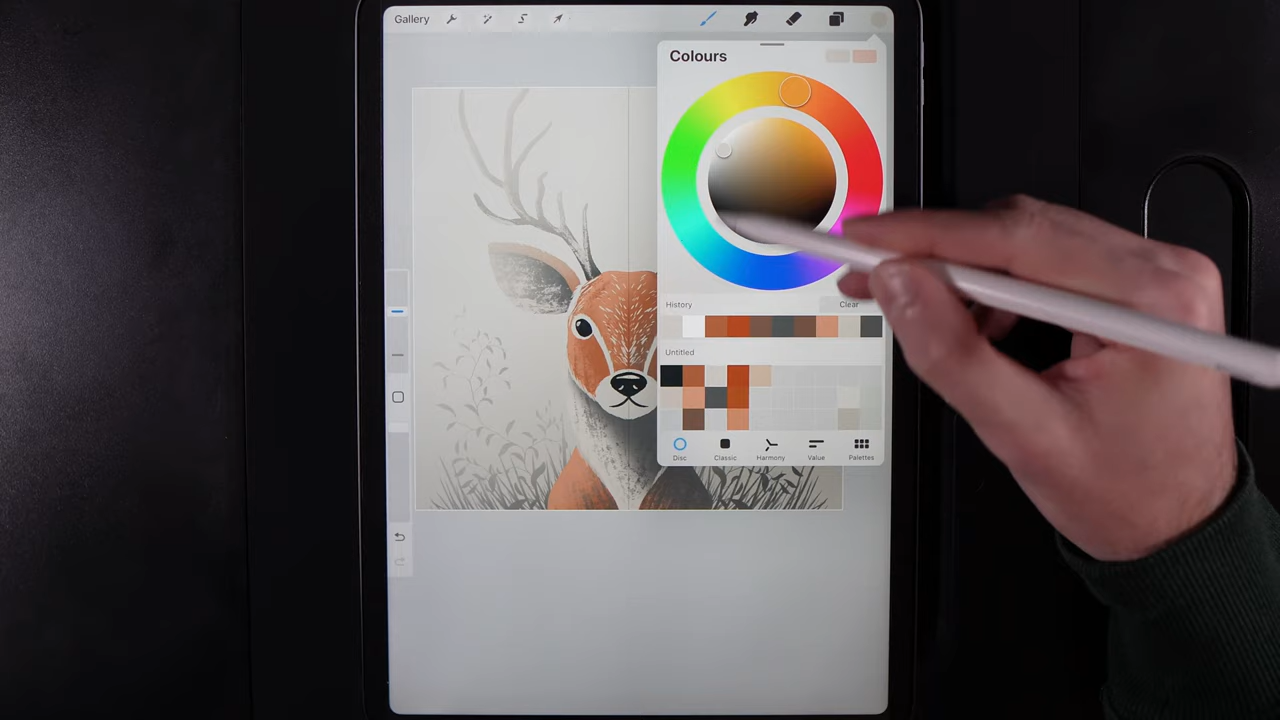 Gallery
Colours
History Clear
Untitled
Disc Classic Harmony Value Palettes